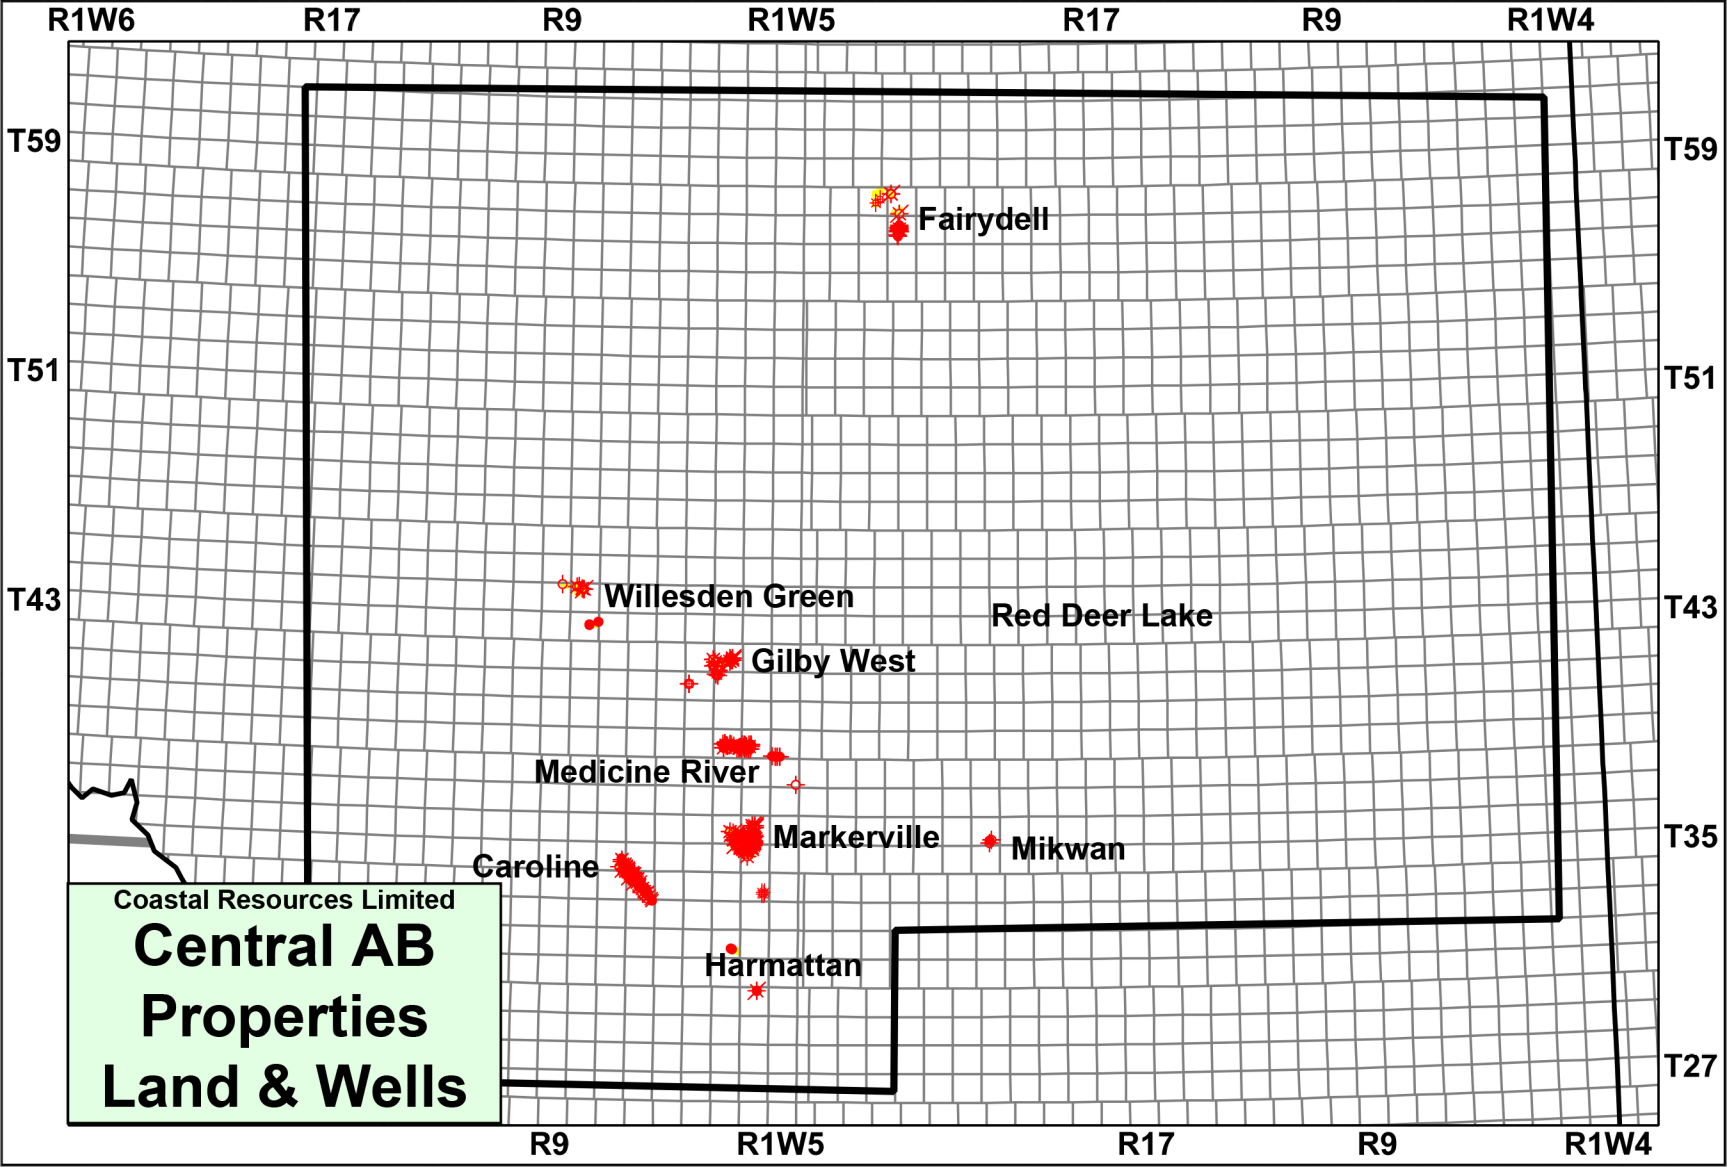 R1W6 R17 R9 R1W5 R17 R9 R1W4
T59 T59
Fairydell
T51 T51
T43 Willesden Green Red Deer Lake T43
Gilby West
Medicine River
Markerville Mikwan T35
Caroline
Harmattan
Coastal Resources Limited
Central AB
Properties
Land & Wells
T27
R9 R1W5 R17 R9 R1W4